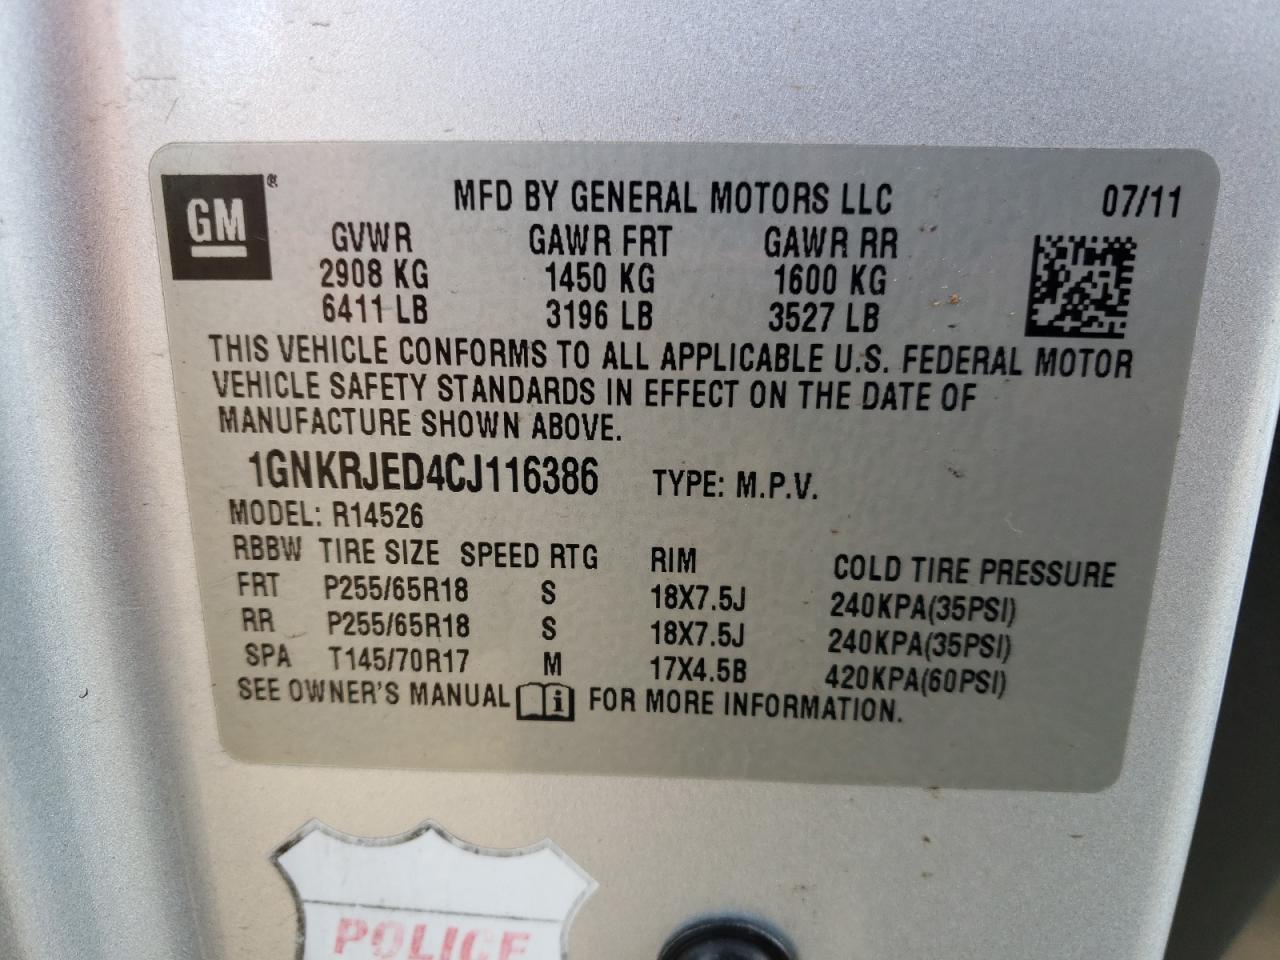 GM ® MFD BY GENERAL MOTORS LLC 07/11
GVWR GAWR FRT GAWR RR
2908 KG 1450 KG 1600 KG
6411 LB 3196 LB 3527 LB
THIS VEHICLE CONFORMS TO ALL APPLICABLE U.S. FEDERAL MOTOR
VEHICLE SAFETY STANDARDS IN EFFECT ON THE DATE OF
MANUFACTURE SHOWN ABOVE.
1GNKRJED4CJ116386 TYPE: M.P.V.
MODEL: R14526
RBBW TIRE SIZE SPEED RTG RIM COLD TIRE PRESSURE
FRT P255/65R18 S 18X7.5J 240KPA(35PSI)
RR P255/65R18 S 18X7.5J 240KPA(35PSI)
SPA T145/70R17 M 17X4.5B 420KPA(60PSI)
SEE OWNER'S MANUAL i FOR MORE INFORMATION.
POLICE